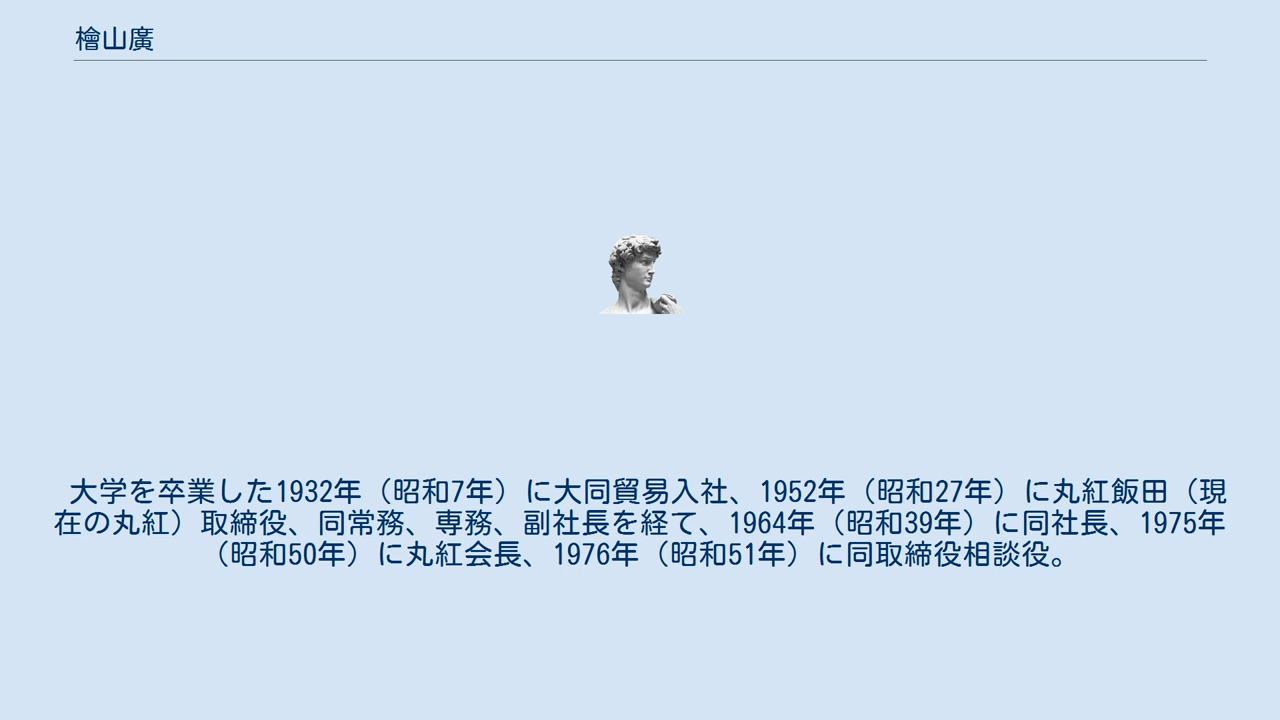 檜山廣
大学を卒業した1932年（昭和7年）に大同貿易入社、1952年（昭和27年）に丸紅飯田（現
在の丸紅）取締役、同常務、専務、副社長を経て、1964年（昭和39年）に同社長、1975年
（昭和50年）に丸紅会長、1976年（昭和51年）に同取締役相談役。